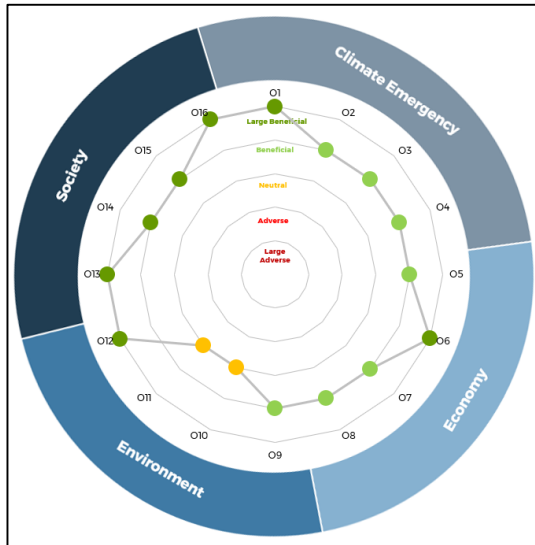 Climate Emergency
Economy
Environment
Society
O1
O2
O3
O4
O5
O6
O7
O8
O9
O10
O11
O12
O13
O14
O15
O16
Large Beneficial
Beneficial
Neutral
Adverse
Large
Adverse